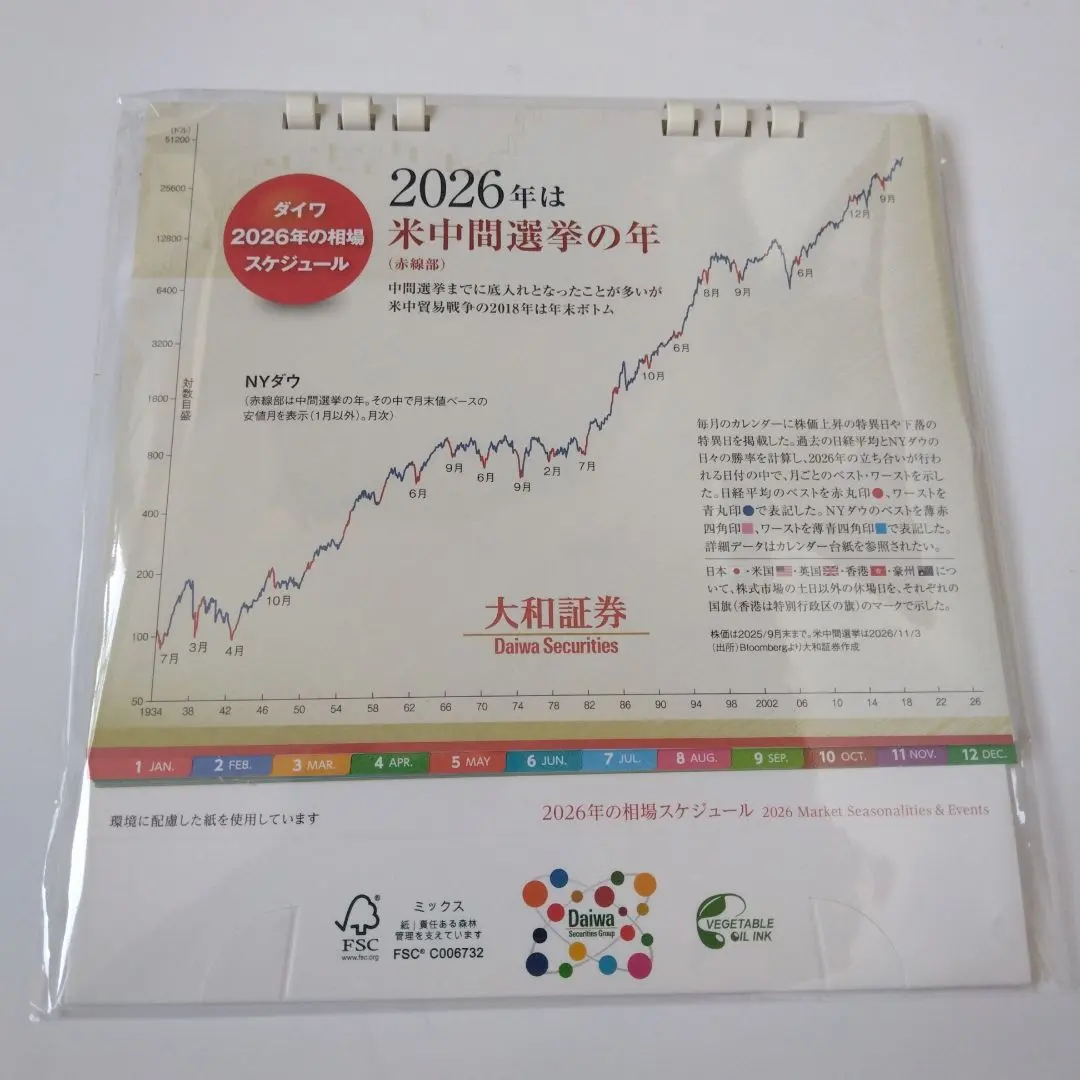 (ドル)
51200
25600
12800
6400
3200
1600
800
400
200
100
50
対数目盛
ダイワ
2026年の相場
スケジュール
2026年は
米中間選挙の年
(赤線部)
中間選挙までに底入れとなったことが多いが
米中貿易戦争の2018年は年末ボトム
NYダウ
(赤線部は中間選挙の年。その中で月末値ベースの
安値月を表示(1月以外)。月次)
7月
3月
4月
10月
6月
9月
6月
9月
2月
7月
10月
6月
8月
9月
6月
12月
9月
毎月のカレンダーに株価上昇の特異日や下落の
特異日を掲載した。過去の日経平均とNYダウの
日々の勝率を計算し、2026年の立ち合いが行わ
れる日付の中で、月ごとのベスト・ワーストを示し
た。日経平均のベストを赤丸印●、ワーストを
青丸印●で表記した。NYダウのベストを薄赤
四角印■、ワーストを薄青四角印■で表記した。
詳細データはカレンダー台紙を参照されたい。
日本・米国・英国・香港・豪州につ
いて、株式市場の土日以外の休場日を、それぞれの
国旗(香港は特別行政区の旗)のマークで示した。
株価は2025/9月末まで。米中間選挙は2026/11/3
(出所)Bloombergより大和証券作成
大和証券
Daiwa Securities
1934 38 42 46 50 54 58 62 66 70 74 78 82 86 90 94 98 2002 06 10 14 18 22 26
1 JAN. 2 FEB. 3 MAR. 4 APR. 5 MAY 6 JUN. 7 JUL. 8 AUG. 9 SEP. 10 OCT. 11 NOV. 12 DEC.
環境に配慮した紙を使用しています
2026年の相場スケジュール 2026 Market Seasonalities & Events
FSC
www.fsc.org
ミックス
紙|責任ある森林
管理を支えています
FSC® C006732
Daiwa
Securities Group
VEGETABLE
OIL INK